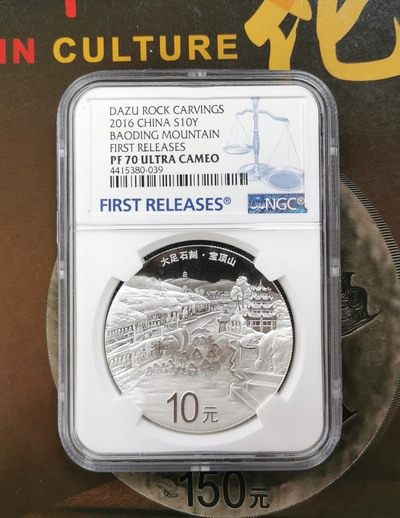 IN CULTURE
DAZU ROCK CARVINGS
2016 CHINA S10Y
BAODING MOUNTAIN
FIRST RELEASES
PF 70 ULTRA CAMEO
4415380-039
FIRST RELEASES®
NGC®
大足石刻·宝顶山
10元
150元